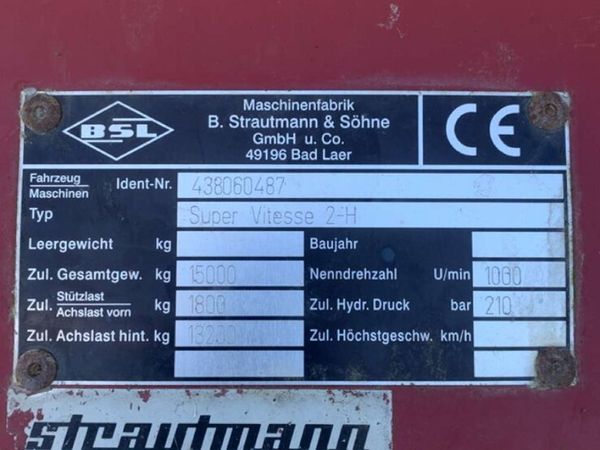 BSL
Maschinenfabrik
B. Strautmann & Söhne
GmbH u. Co.
49196 Bad Laer
CE
Fahrzeug
Maschinen
Ident-Nr. 438060487
Typ Super Vitesse 2-H
Leergewicht kg
Baujahr
Zul. Gesamtgew. kg 15000
Nenndrehzahl U/min 1000
Zul. Stützlast
Achslast vorn kg 1800
Zul. Hydr. Druck bar 210
Zul. Achslast hint. kg 13200
Zul. Höchstgeschw. km/h
strautmann